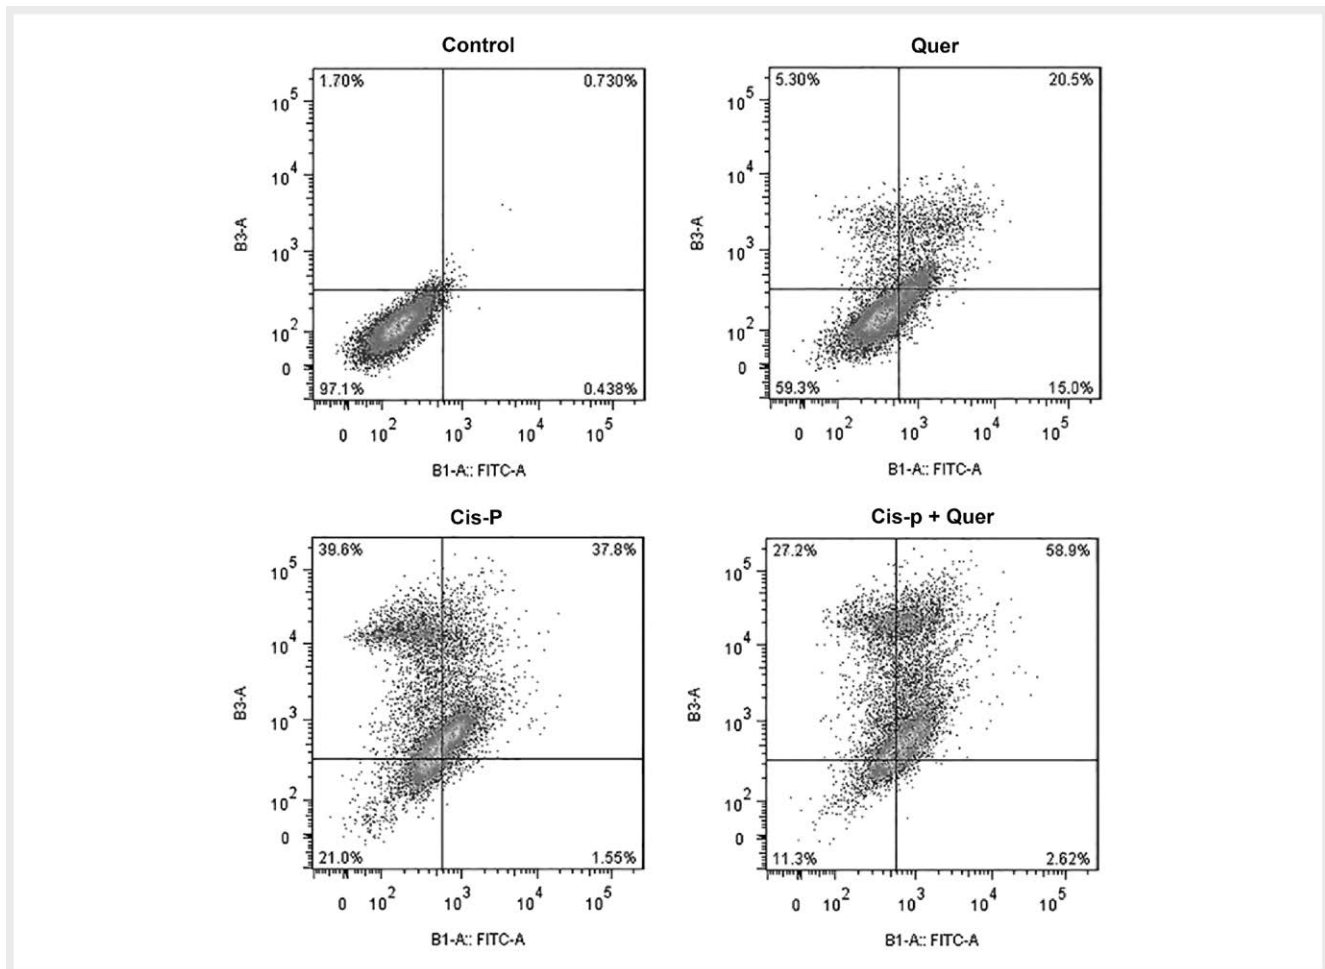 Control
1.70% 0.730%
10^5
10^4
10^3
10^2
0
97.1% 0.438%
0 10^2 10^3 10^4 10^5
B3-A
B1-A:: FITC-A
Quer
5.30% 20.5%
10^5
10^4
10^3
10^2
0
59.3% 15.0%
0 10^2 10^3 10^4 10^5
B3-A
B1-A:: FITC-A
Cis-P
39.6% 37.8%
10^5
10^4
10^3
10^2
0
21.0% 1.55%
0 10^2 10^3 10^4 10^5
B3-A
B1-A:: FITC-A
Cis-p + Quer
27.2% 58.9%
10^5
10^4
10^3
10^2
0
11.3% 2.62%
0 10^2 10^3 10^4 10^5
B3-A
B1-A:: FITC-A